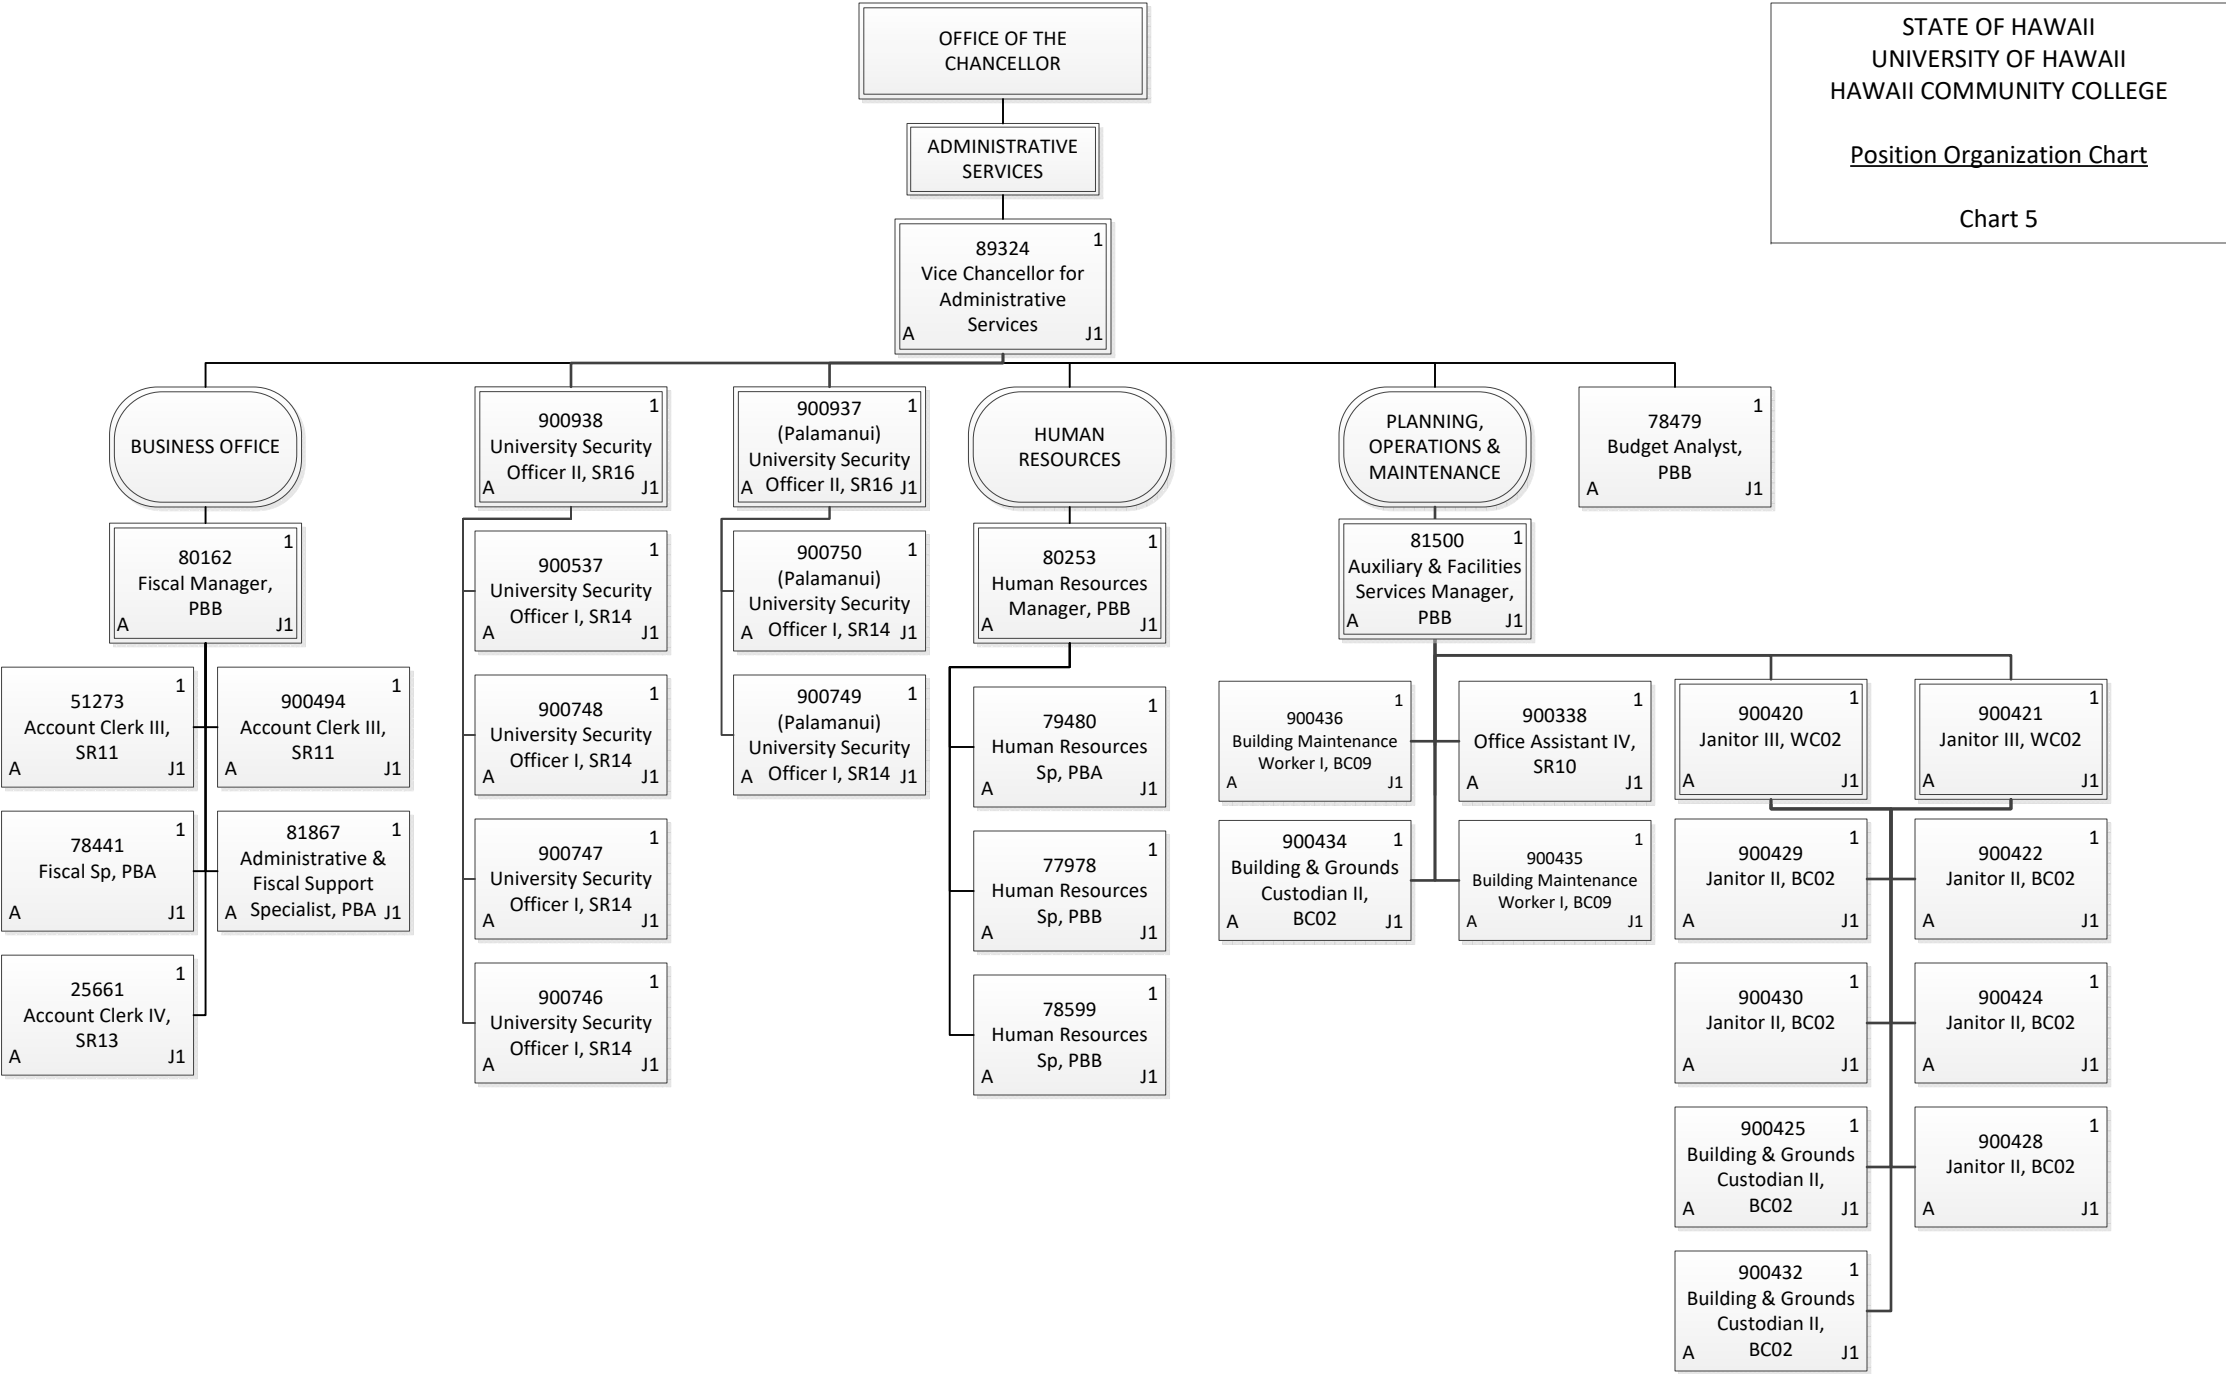 OFFICE OF THE
CHANCELLOR
STATE OF HAWAII
UNIVERSITY OF HAWAII
HAWAII COMMUNITY COLLEGE
Position Organization Chart
Chart 5
ADMINISTRATIVE
SERVICES
1
89324
Vice Chancellor for
Administrative
Services
A J1
BUSINESS OFFICE
1
900938
University Security
Officer II, SR16
A J1
1
900937
(Palamanui)
University Security
A Officer II, SR16 J1
HUMAN
RESOURCES
PLANNING,
OPERATIONS &
MAINTENANCE
1
78479
Budget Analyst,
PBB
A J1
1
80162
Fiscal Manager,
PBB
A J1
51273 1
Account Clerk III,
SR11
A J1
900494 1
Account Clerk III,
SR11
A J1
1
78441
Fiscal Sp, PBA
A J1
81867 1
Administrative &
Fiscal Support
A Specialist, PBA J1
1
25661
Account Clerk IV,
SR13
A J1
1
900537
University Security
Officer I, SR14
A J1
1
900748
University Security
Officer I, SR14
A J1
1
900747
University Security
Officer I, SR14
A J1
1
900746
University Security
Officer I, SR14
A J1
900750 1
(Palamanui)
University Security
A Officer I, SR14 J1
900749 1
(Palamanui)
University Security
A Officer I, SR14 J1
1
80253
Human Resources
Manager, PBB
A J1
1
79480
Human Resources
Sp, PBA
A J1
1
77978
Human Resources
Sp, PBB
A J1
1
78599
Human Resources
Sp, PBB
A J1
81500 1
Auxiliary & Facilities
Services Manager,
A PBB J1
1
900436
Building Maintenance
Worker I, BC09
A J1
1
900338
Office Assistant IV,
SR10
A J1
900434 1
Building & Grounds
Custodian II,
A BC02 J1
1
900435
Building Maintenance
Worker I, BC09
A J1
1
900420
Janitor III, WC02
A J1
1
900421
Janitor III, WC02
A J1
1
900429
Janitor II, BC02
A J1
1
900422
Janitor II, BC02
A J1
1
900430
Janitor II, BC02
A J1
1
900424
Janitor II, BC02
A J1
900425 1
Building & Grounds
Custodian II,
A BC02 J1
1
900428
Janitor II, BC02
A J1
900432 1
Building & Grounds
Custodian II,
A BC02 J1